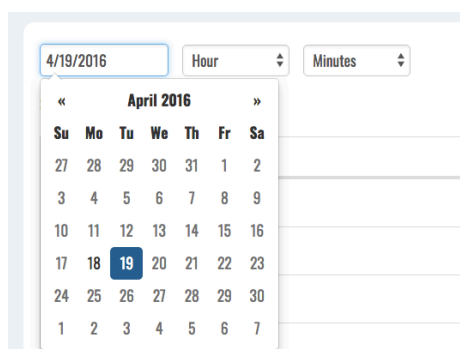 4/19/2016 Hour Minutes
« April 2016 »
Su Mo Tu We Th Fr Sa
27 28 29 30 31 1 2
3 4 5 6 7 8 9
10 11 12 13 14 15 16
17 18 19 20 21 22 23
24 25 26 27 28 29 30
1 2 3 4 5 6 7